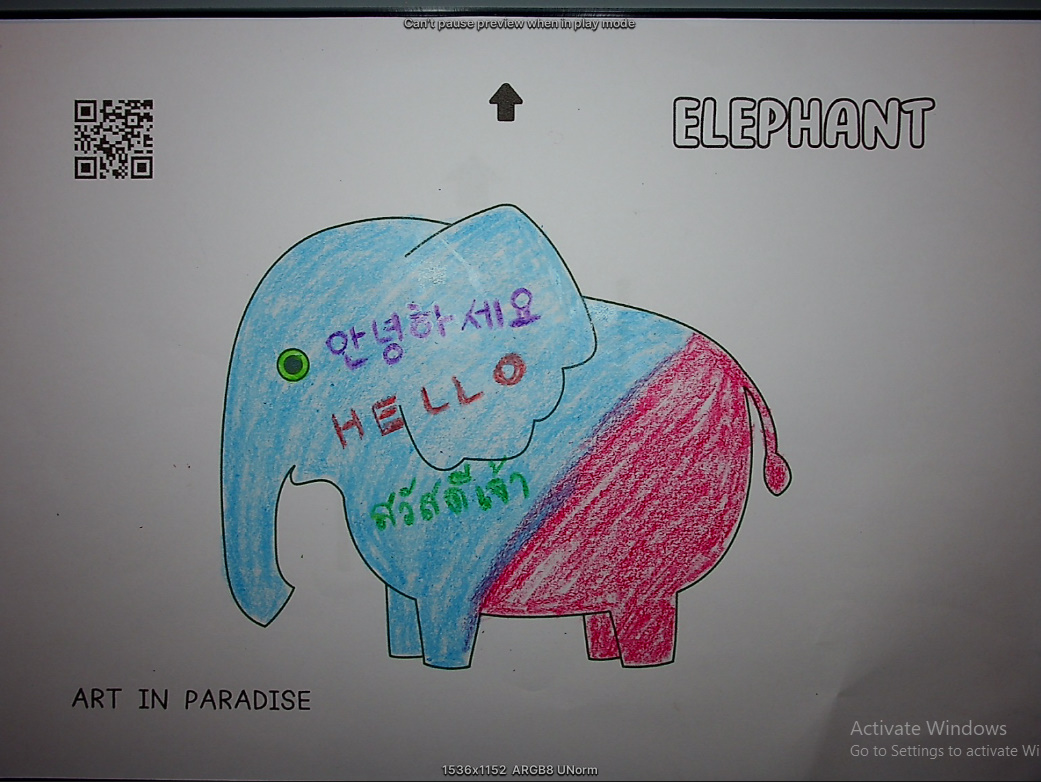 Can't pause preview when in play mode
ELEPHANT
안녕하세요
HELLO
สวัสดีเจ้า
ART IN PARADISE
Activate Windows
Go to Settings to activate Wi
1536x1152 ARGB8 UNorm